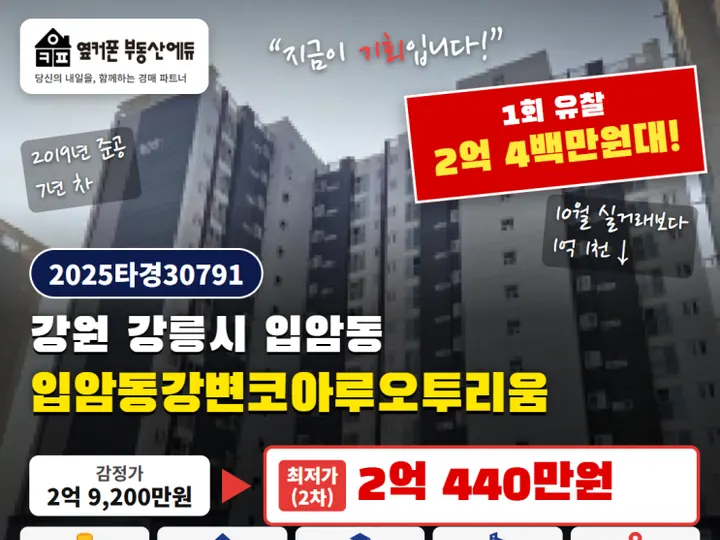 옆커폰 부동산에듀
당신의 내일을, 함께하는 경매 파트너
“지금이 기회입니다!”
1회 유찰
2억 4백만원대!
2019년 준공
7년 차
10월 실거래보다
1억 1천 ↓
2025타경30791
강원 강릉시 입암동
입암동강변코아루오투리움
감정가
2억 9,200만원
최저가
(2차)
2억 440만원